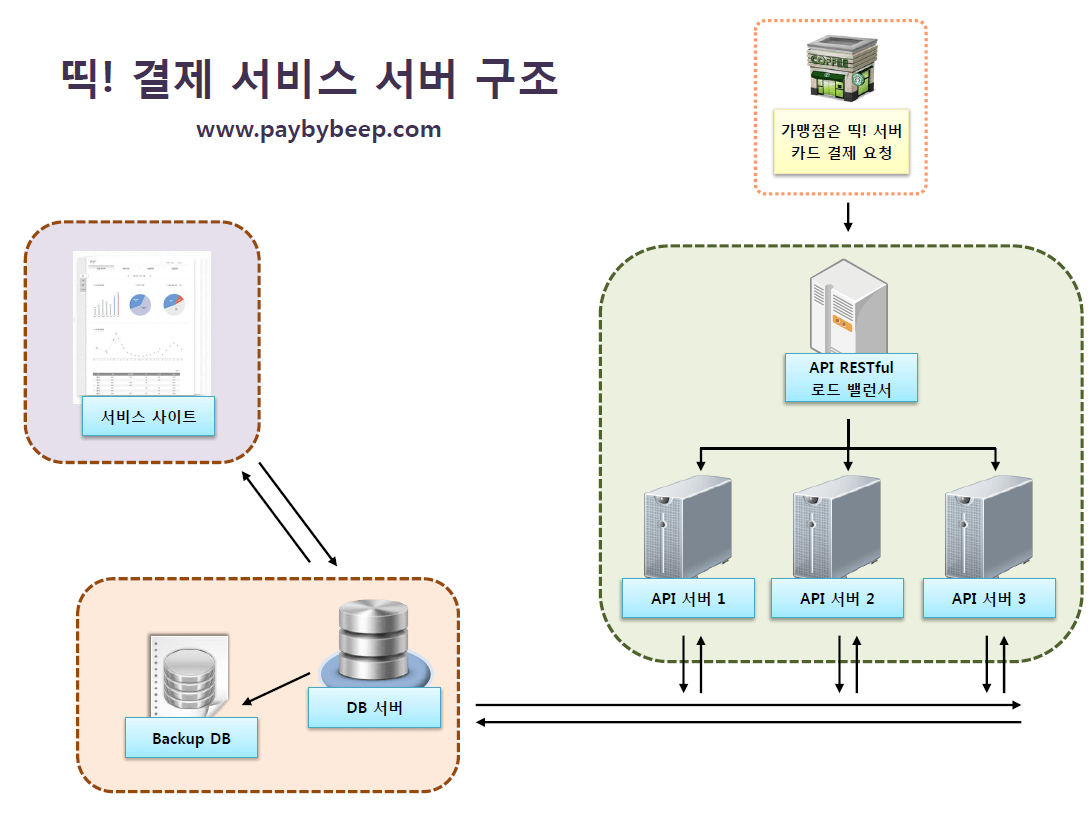 띡! 결제 서비스 서버 구조
www.paybybeep.com
COFFEE
가맹점은 띡! 서버
카드 결제 요청
API RESTful
로드 밸런서
서비스 사이트
API 서버 1
API 서버 2
API 서버 3
DB 서버
Backup DB